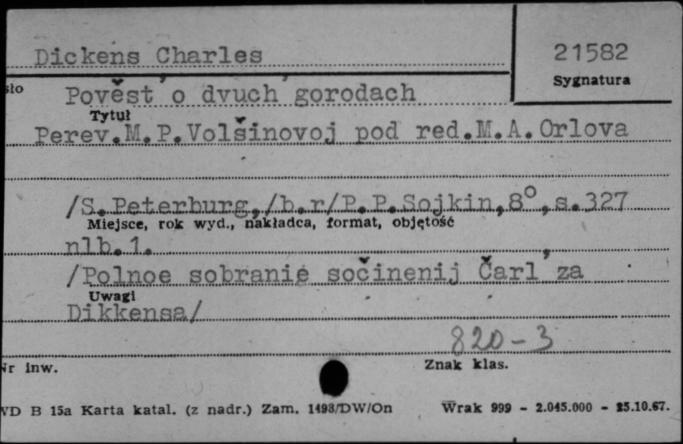 Dickens Charles
21582
Sygnatura
sło
Povĕst' o dvuch' gorodach
Tytuł
Perev.M.P.Volšinovoj pod red.M.A.Orlova
/S.Peterburg,/b.r/P.P.Sojkin,8°,s.327
Miejsce, rok wyd., nakładca, format, objętość
nlb.1.
/Polnoe sobranie sočinenij Čarl'za
Uwagi
Dikkensa/
820-3
Nr inw.
Znak klas.
WD B 15a Karta katal. (z nadr.) Zam. 1493/DW/On
Wrak 999 - 2.045.000 - 25.10.67.